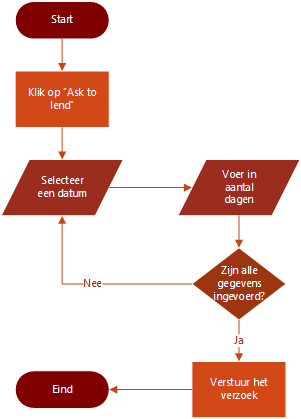 Start
Klik op "Ask to
lend"
Selecteer
een datum
Voer in
aantal
dagen
Zijn alle
gegevens
ingevoerd?
Nee
Ja
Verstuur het
verzoek
Eind